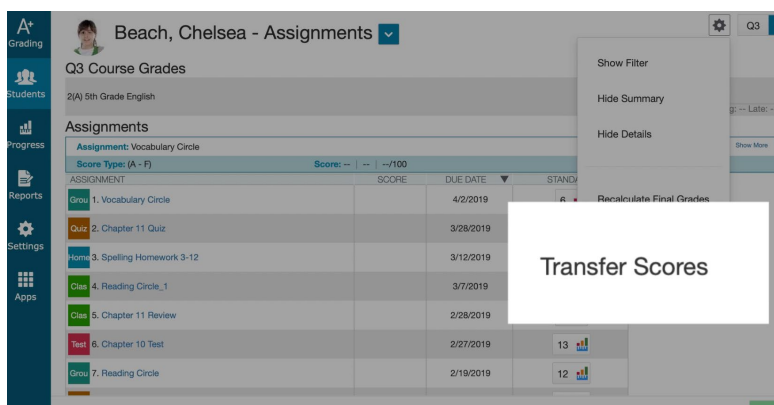 A+
Grading
Students
Progress
Reports
Settings
Apps
Beach, Chelsea - Assignments
Q3
Q3 Course Grades
2(A) 5th Grade English
g: -- Late: --
Show Filter
Hide Summary
Hide Details
Recalculate Final Grades
Transfer Scores
Assignments
Assignment: Vocabulary Circle
Show More
Score Type: (A - F) Score: -- | -- | --/100
ASSIGNMENT SCORE DUE DATE STANDA
Grou 1. Vocabulary Circle 4/2/2019 6
Quiz 2. Chapter 11 Quiz 3/28/2019
Home 3. Spelling Homework 3-12 3/12/2019
Clas 4. Reading Circle_1 3/7/2019
Clas 5. Chapter 11 Review 2/28/2019
Test 6. Chapter 10 Test 2/27/2019 13
Grou 7. Reading Circle 2/19/2019 12